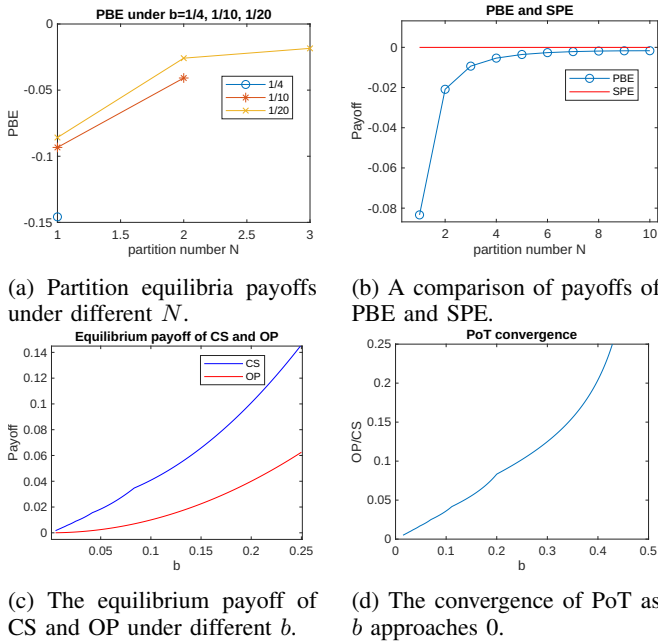 PBE under b=1/4, 1/10, 1/20
0
-0.05
-0.1
-0.15
PBE
1/4
1/10
1/20
1 1.5 2 2.5 3
partition number N
(a) Partition equilibria payoffs
under different N.
PBE and SPE
0
-0.02
-0.04
-0.06
-0.08
Payoff
PBE
SPE
2 4 6 8 10
partition number N
(b) A comparison of payoffs of
PBE and SPE.
Equilibrium payoff of CS and OP
0.14
0.12
0.1
0.08
0.06
0.04
0.02
0
Payoff
CS
OP
0.05 0.1 0.15 0.2 0.25
b
(c) The equilibrium payoff of
CS and OP under different b.
PoT convergence
0.25
0.2
0.15
0.1
0.05
0
OP/CS
0 0.1 0.2 0.3 0.4 0.5
b
(d) The convergence of PoT as
b approaches 0.